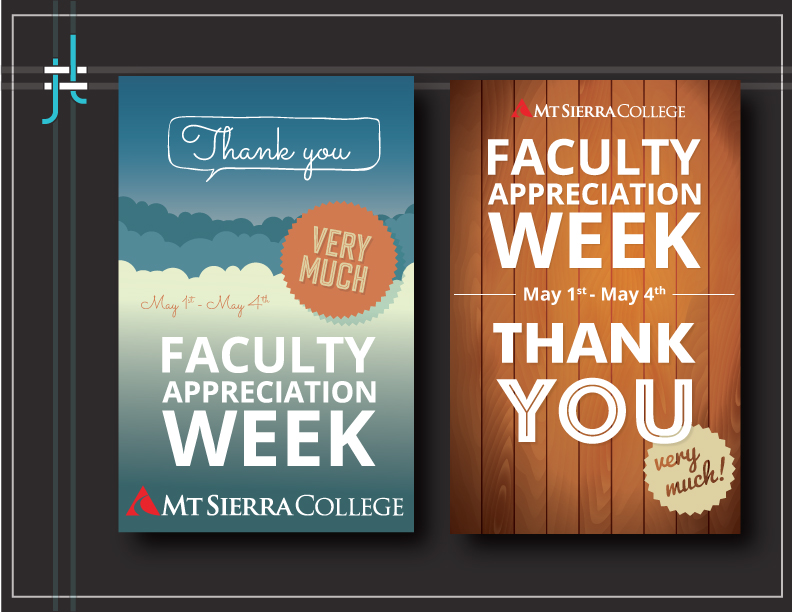 jt
Thank you
VERY
MUCH
May 1st - May 4th
FACULTY
APPRECIATION
WEEK
MT SIERRA COLLEGE
MT SIERRA COLLEGE
FACULTY
APPRECIATION
WEEK
May 1st - May 4th
THANK
YOU
very
much!